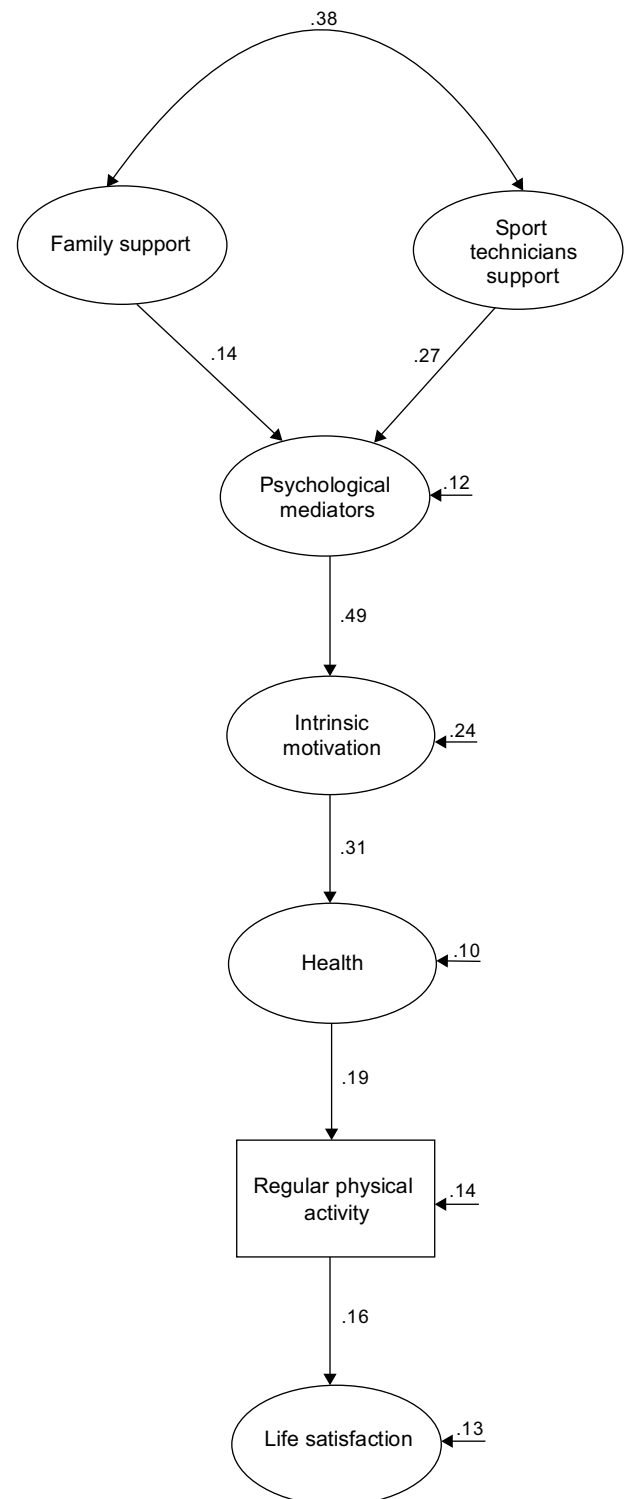 .38
Family support
Sport
technicians
support
.14
.27
Psychological
mediators
.12
.49
Intrinsic
motivation
.24
.31
Health
.10
.19
Regular physical
activity
.14
.16
Life satisfaction
.13